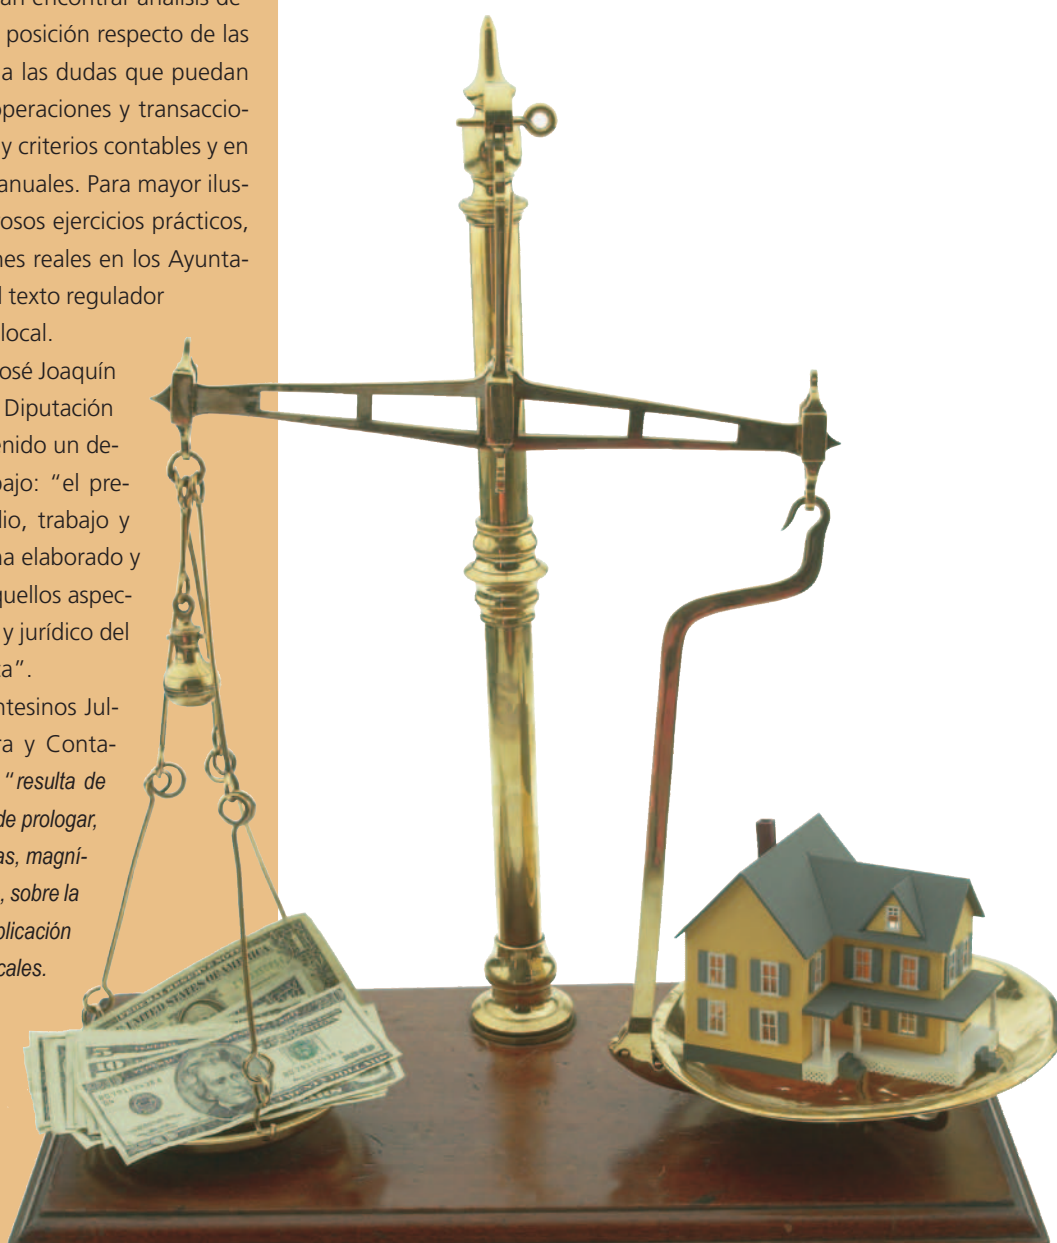 encontrar análisis de-
posición respecto de las
a las dudas que puedan
operaciones y transaccio-
y criterios contables y en
anuales. Para mayor ilus-
osos ejercicios prácticos,
nes reales en los Ayunta-
l texto regulador
local.
José Joaquín
Diputación
enido un de-
bajo: “el pre-
dio, trabajo y
ha elaborado y
quellos aspec-
y jurídico del
ta”.
ntesinos Jul-
ra y Conta-
“resulta de
de prologar,
as, magní-
, sobre la
plicación
cales.